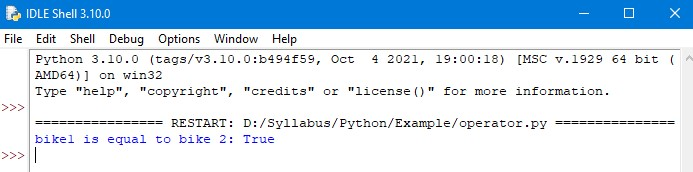 IDLE Shell 3.10.0
File Edit Shell Debug Options Window Help
Python 3.10.0 (tags/v3.10.0:b494f59, Oct  4 2021, 19:00:18) [MSC v.1929 64 bit (
AMD64)] on win32
Type "help", "copyright", "credits" or "license()" for more information.
>>>
================ RESTART: D:/Syllabus/Python/Example/operator.py ===============
bike1 is equal to bike 2: True
>>>